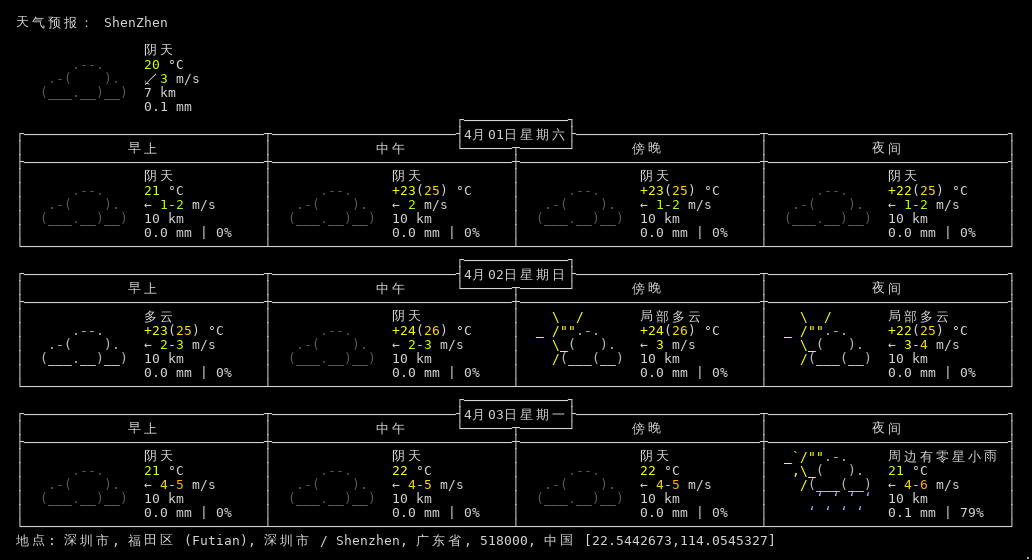 天气预报： ShenZhen
阴天
20 °C
↙ 3 m/s
7 km
0.1 mm
4月01日星期六
早上 中午 傍晚 夜间
阴天 阴天 阴天 阴天
21 °C +23(25) °C +23(25) °C +22(25) °C
← 1-2 m/s ← 2 m/s ← 1-2 m/s ← 1-2 m/s
10 km 10 km 10 km 10 km
0.0 mm | 0% 0.0 mm | 0% 0.0 mm | 0% 0.0 mm | 0%
4月02日星期日
早上 中午 傍晚 夜间
多云 阴天 局部多云 局部多云
+23(25) °C +24(26) °C +24(26) °C +22(25) °C
← 2-3 m/s ← 2-3 m/s ← 3 m/s ← 3-4 m/s
10 km 10 km 10 km 10 km
0.0 mm | 0% 0.0 mm | 0% 0.0 mm | 0% 0.0 mm | 0%
4月03日星期一
早上 中午 傍晚 夜间
阴天 阴天 阴天 周边有零星小雨
21 °C 22 °C 22 °C 21 °C
← 4-5 m/s ← 4-5 m/s ← 4-5 m/s ← 4-6 m/s
10 km 10 km 10 km 10 km
0.0 mm | 0% 0.0 mm | 0% 0.0 mm | 0% 0.1 mm | 79%
地点: 深圳市, 福田区 (Futian), 深圳市 / Shenzhen, 广东省, 518000, 中国 [22.5442673,114.0545327]